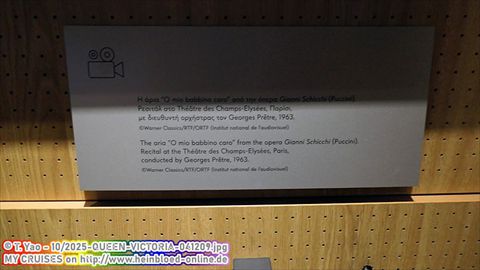 Η άρια "O mio babbino caro" από την όπερα Gianni Schicchi (Puccini).
Ρεσιτάλ στο Théâtre des Champs-Elysées, Παρίσι,
με διευθυντή ορχήστρας τον Georges Prêtre, 1963.
©Warner Classics/RTF/ORTF (Institut national de l'audiovisuel)
The aria "O mio babbino caro" from the opera Gianni Schicchi (Puccini).
Recital at the Théâtre des Champs-Elysées, Paris,
conducted by Georges Prêtre, 1963.
©Warner Classics/RTF/ORTF (Institut national de l'audiovisuel)
© T. Yao - 10/2025-QUEEN-VICTORIA-041209.jpg
MY CRUISES on http://www.heinbloed-online.de